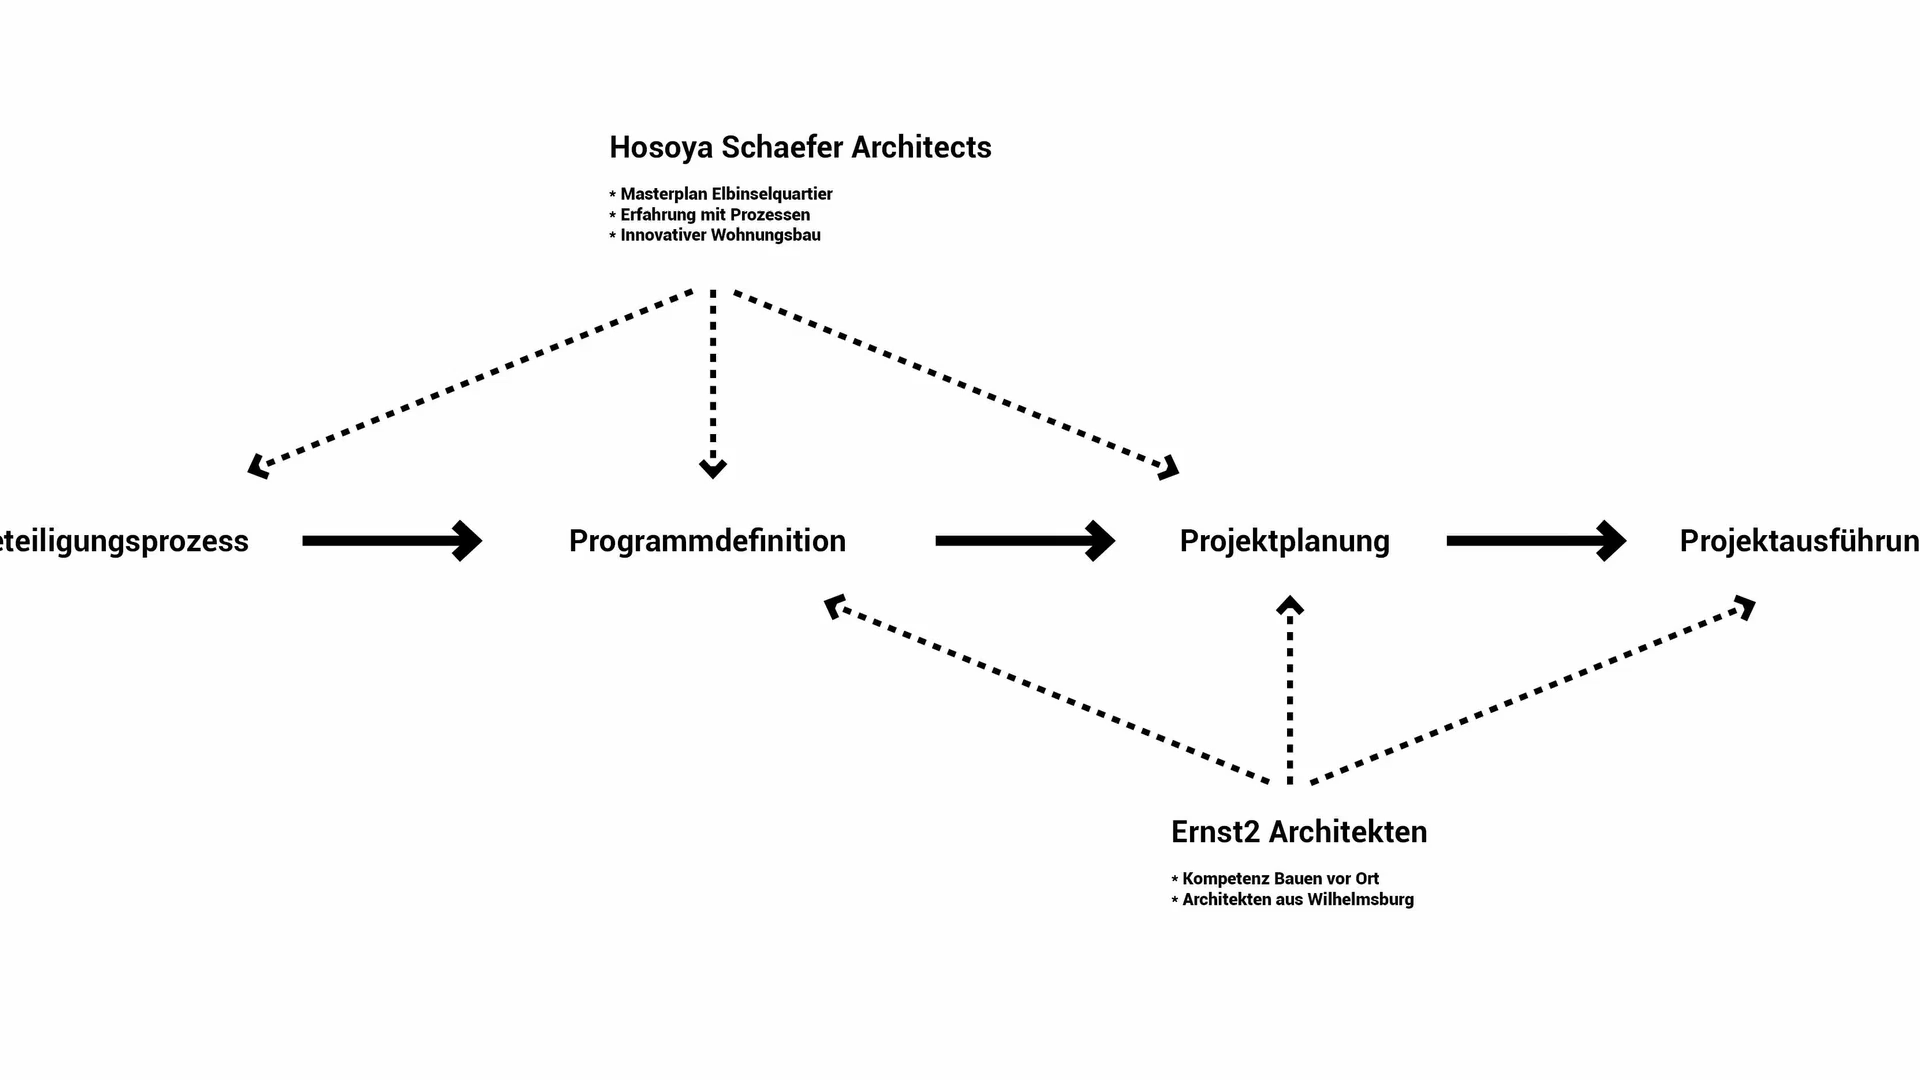 Hosoya Schaefer Architects
* Masterplan Elbinselquartier
* Erfahrung mit Prozessen
* Innovativer Wohnungsbau
eteiligungsprozess
Programmdefinition
Projektplanung
Projektausführun
Ernst2 Architekten
* Kompetenz Bauen vor Ort
* Architekten aus Wilhelmsburg